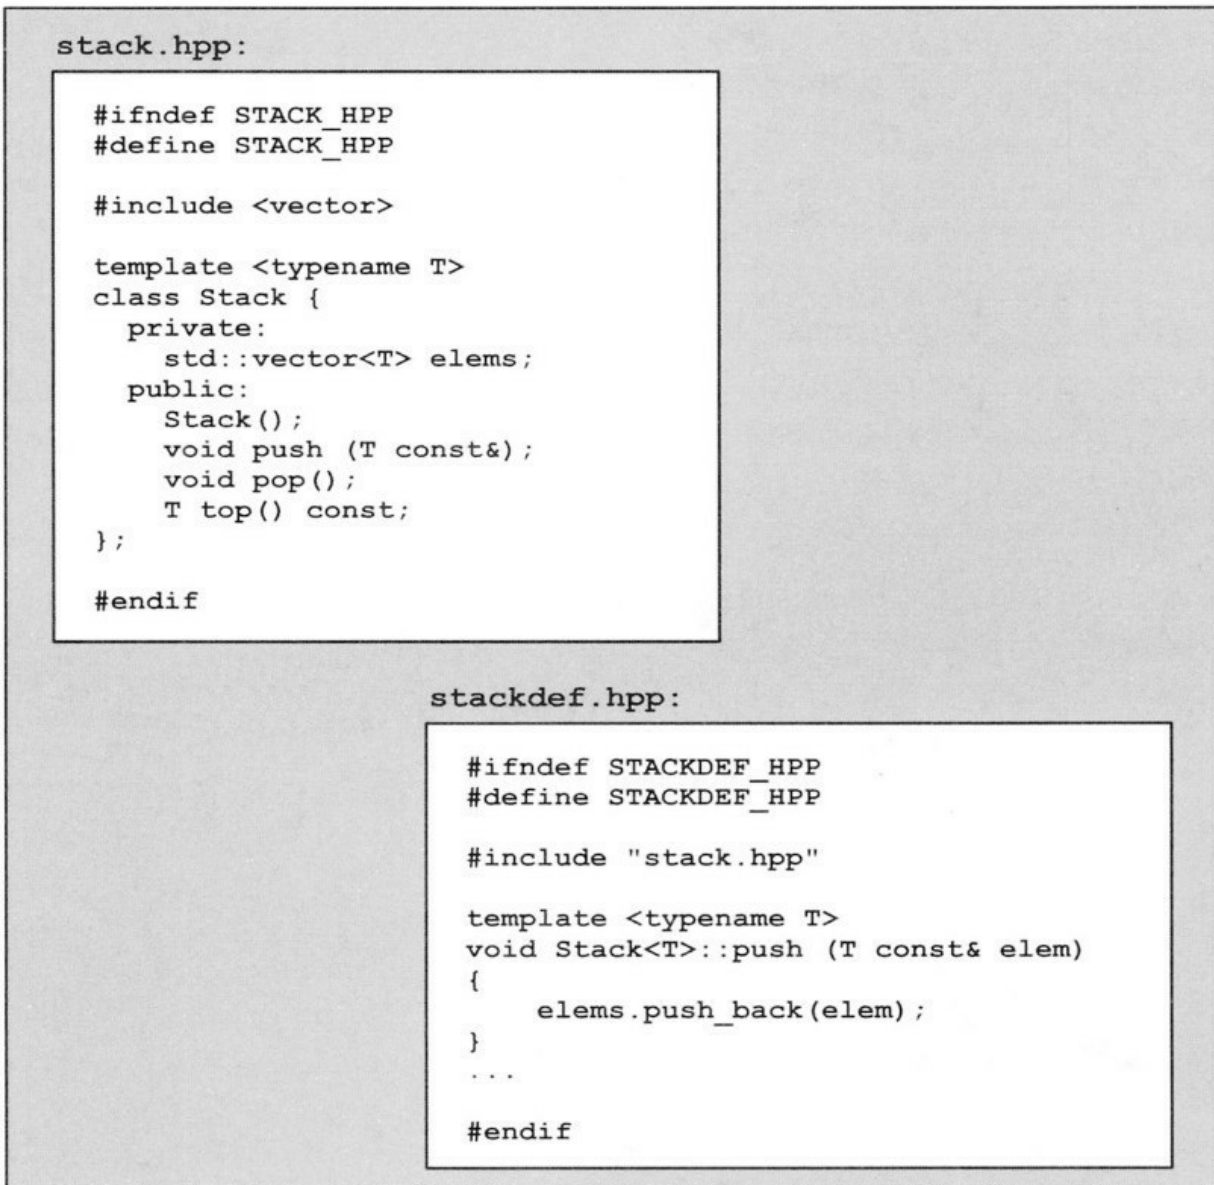 stack.hpp:
#ifndef STACK_HPP
#define STACK_HPP
#include <vector>
template <typename T>
class Stack {
private:
std::vector<T> elems;
public:
Stack();
void push (T const&);
void pop();
T top() const;
};
#endif
stackdef.hpp:
#ifndef STACKDEF_HPP
#define STACKDEF_HPP
#include "stack.hpp"
template <typename T>
void Stack<T>::push (T const& elem)
{
elems.push_back(elem);
}
...
#endif